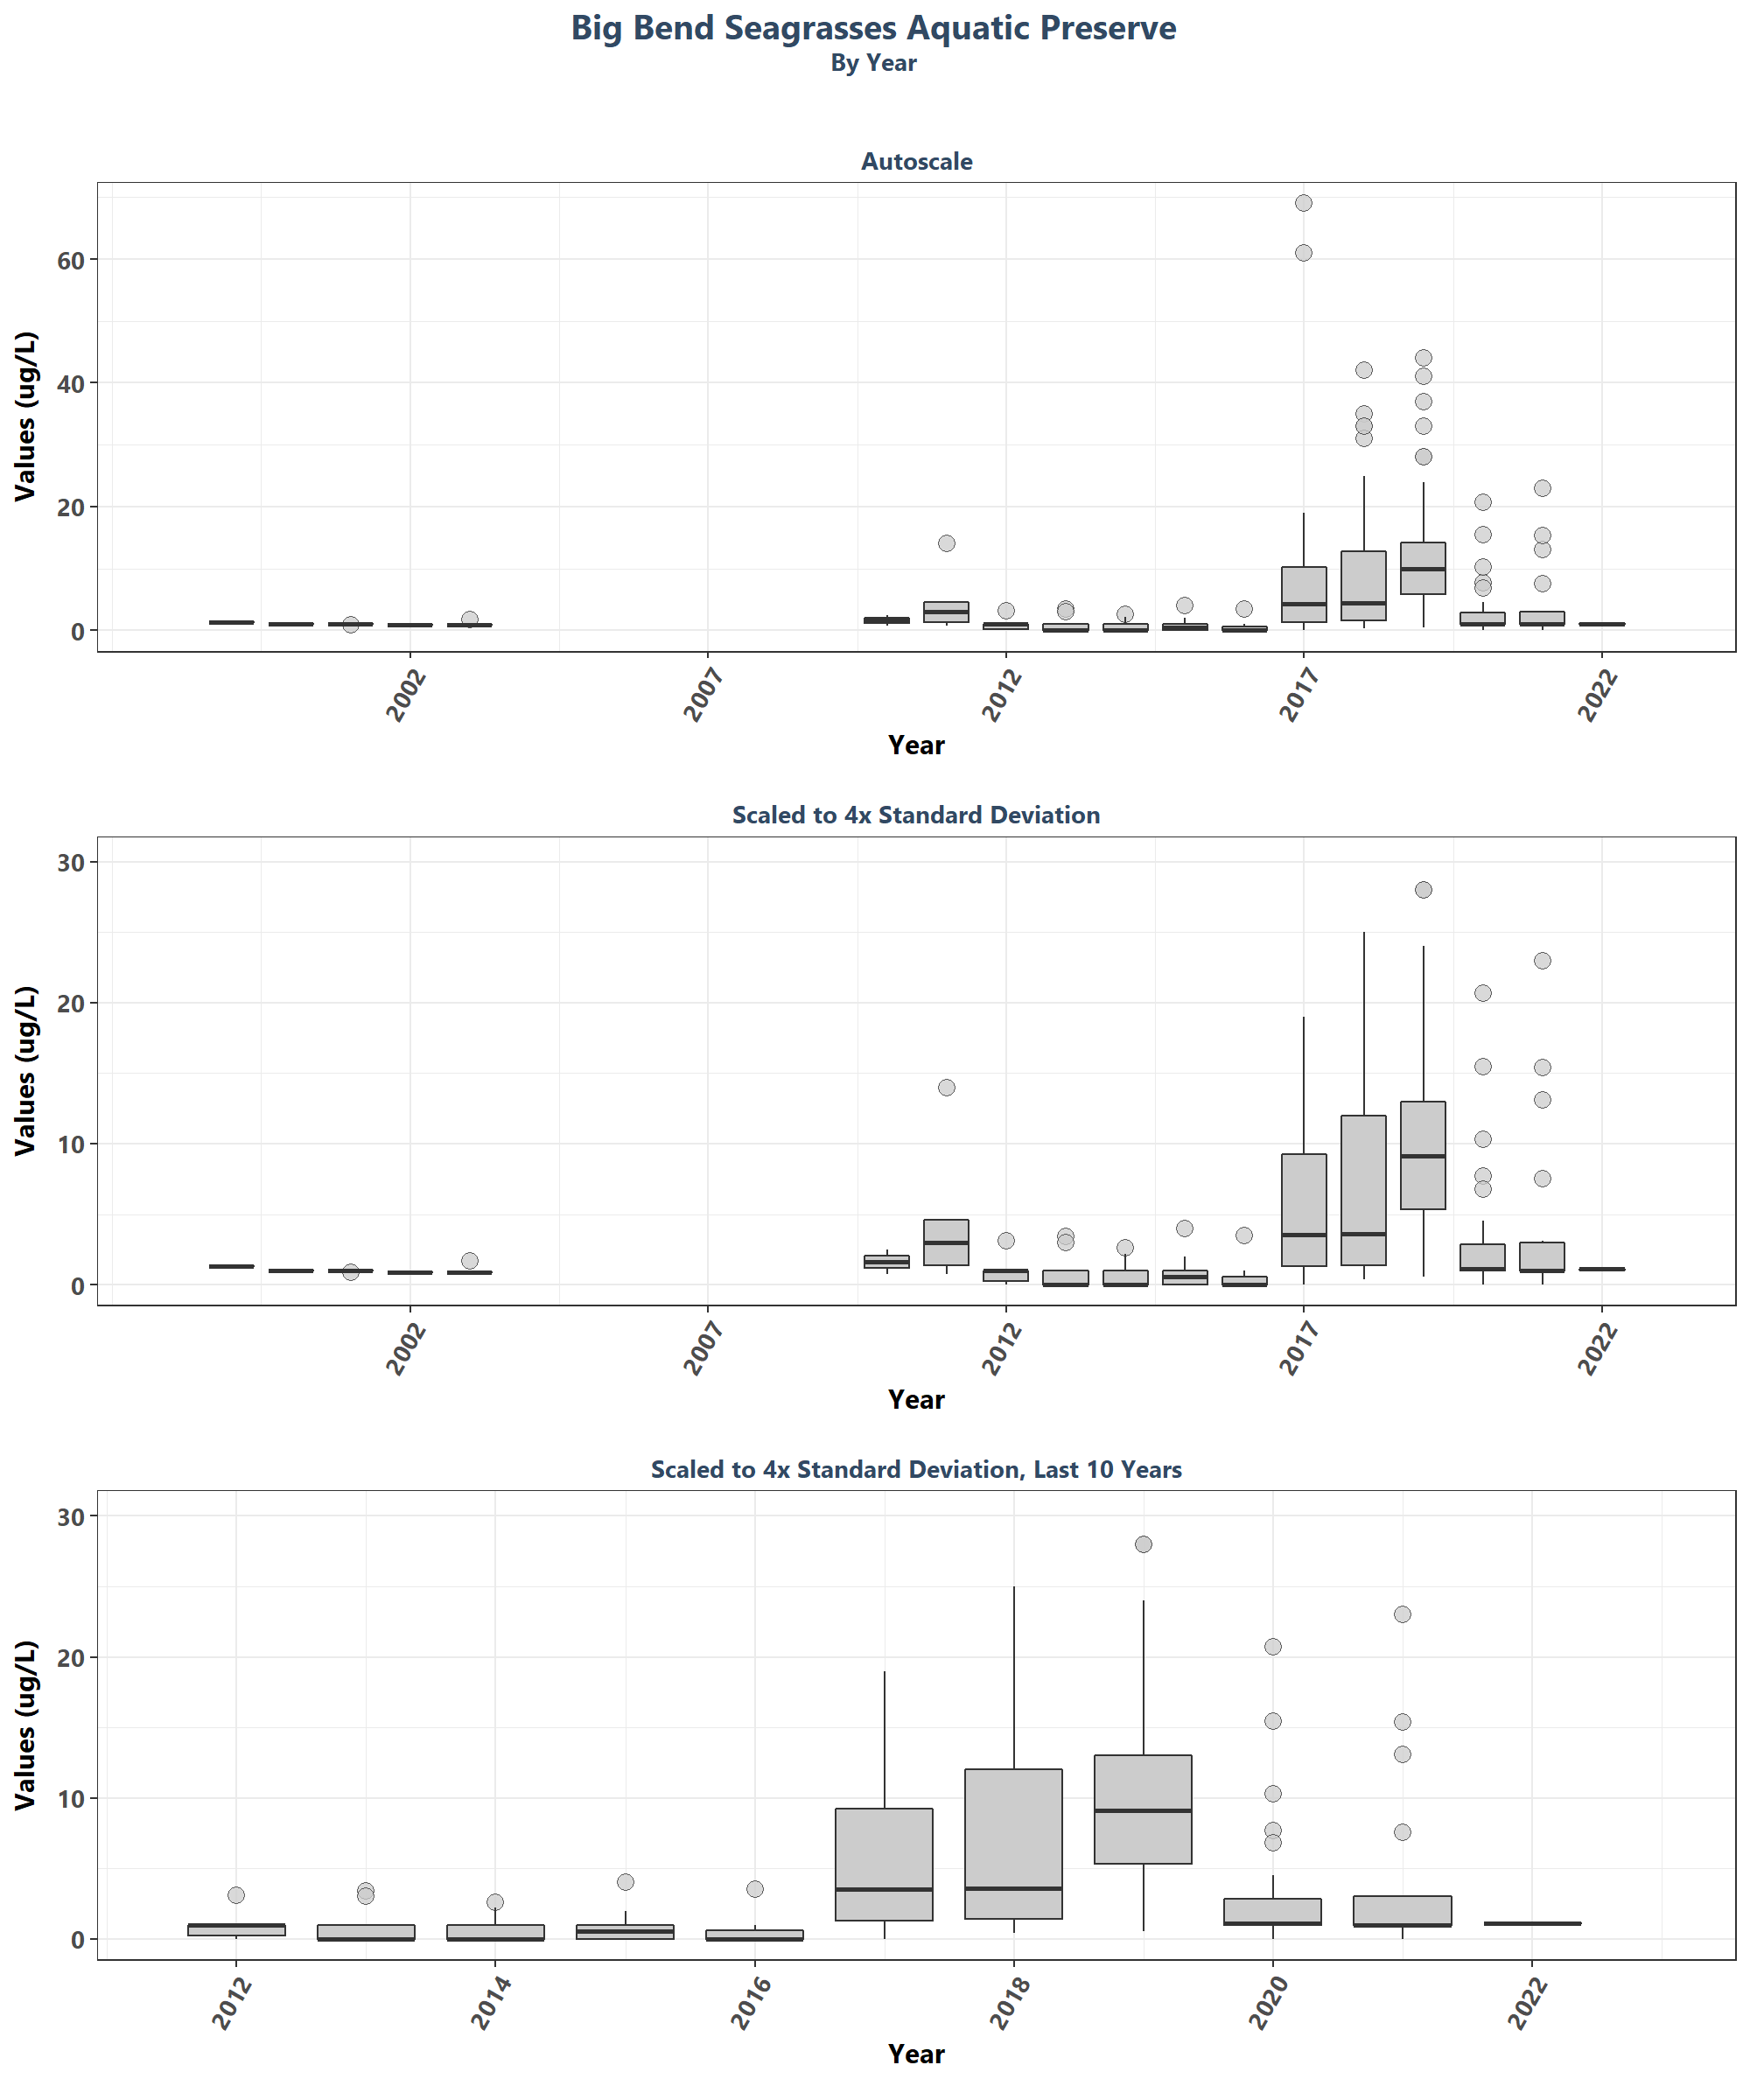 Big Bend Seagrasses Aquatic Preserve
By Year
Autoscale
Values (ug/L)
60
40
20
0
2002
2007
2012
2017
2022
Year
Scaled to 4x Standard Deviation
Values (ug/L)
30
20
10
0
2002
2007
2012
2017
2022
Year
Scaled to 4x Standard Deviation, Last 10 Years
Values (ug/L)
30
20
10
0
2012
2014
2016
2018
2020
2022
Year